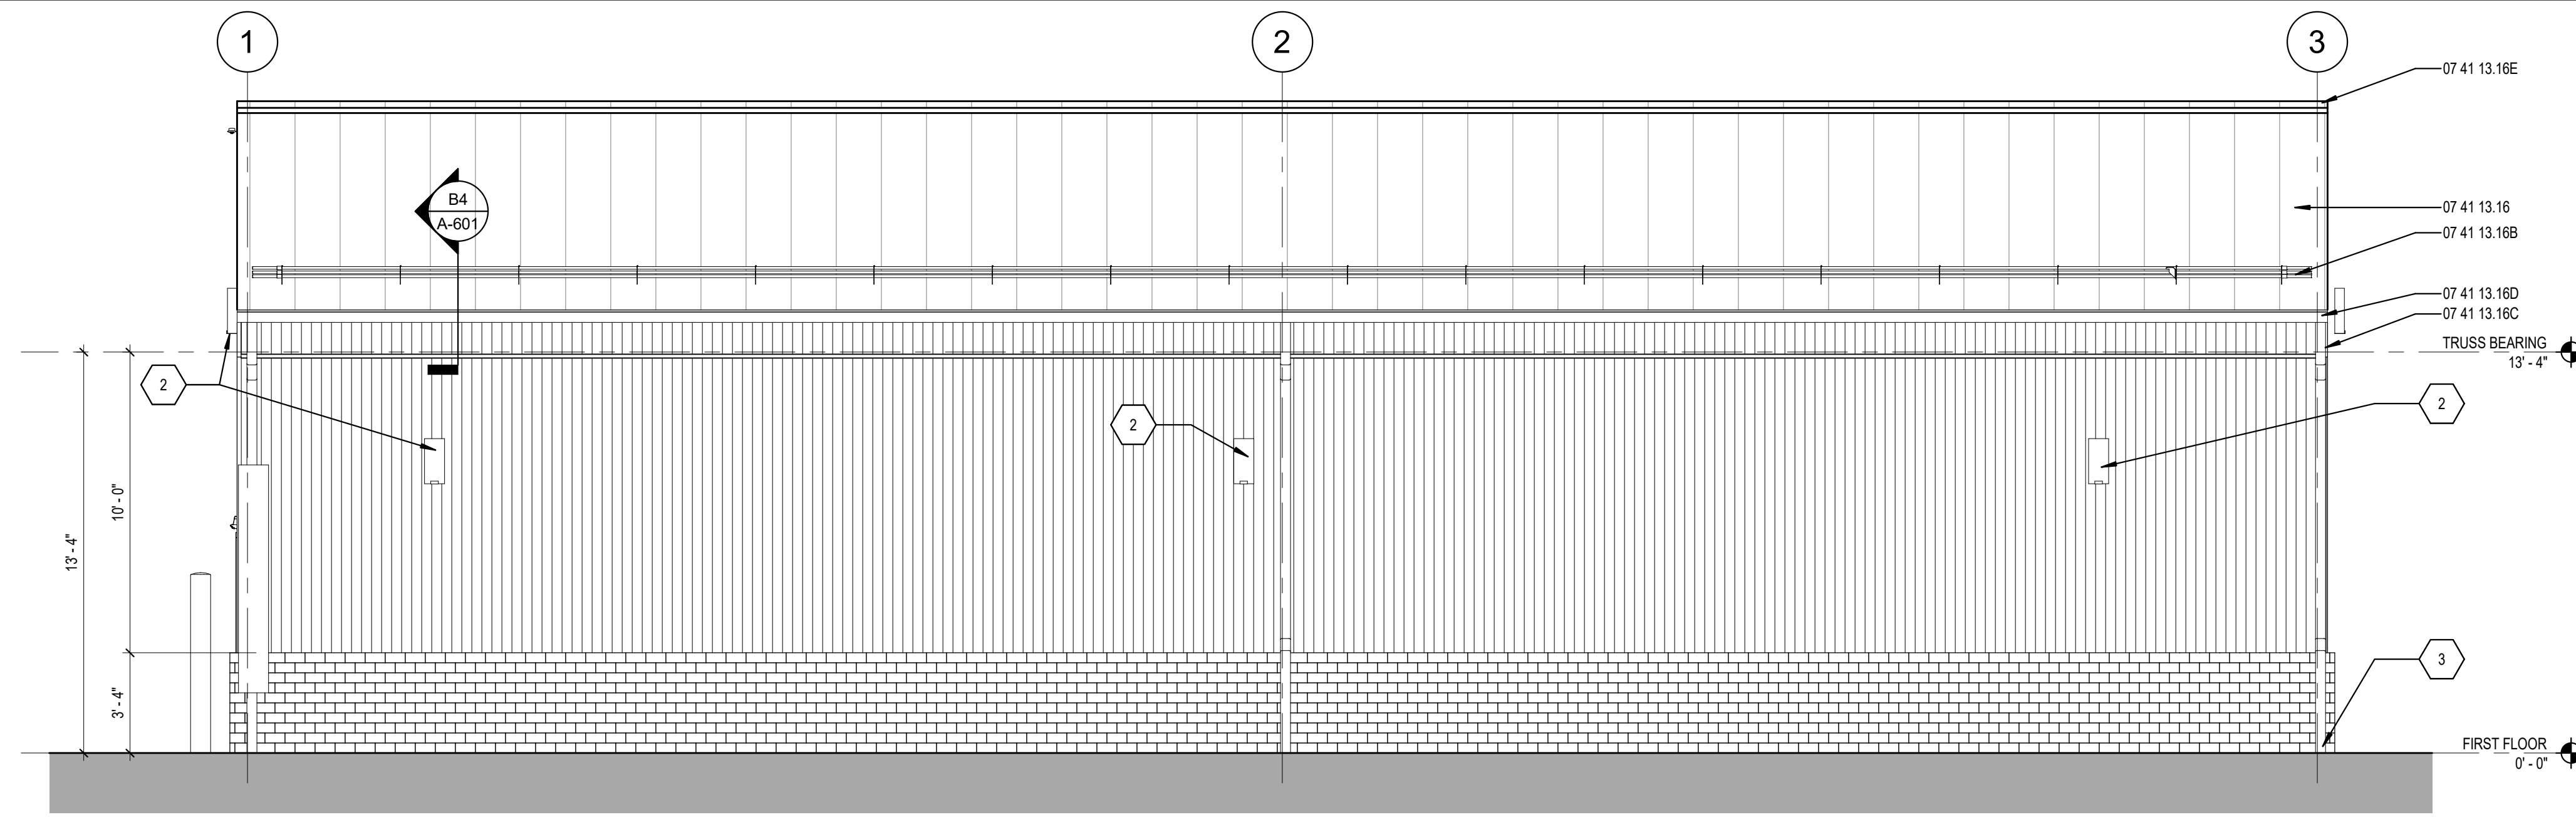 1
2
3
07 41 13.16E
B4
A-601
07 41 13.16
07 41 13.16B
07 41 13.16D
07 41 13.16C
TRUSS BEARING
13' - 4"
2
2
2
10' - 0"
13' - 4"
3' - 4"
3
FIRST FLOOR
0' - 0"